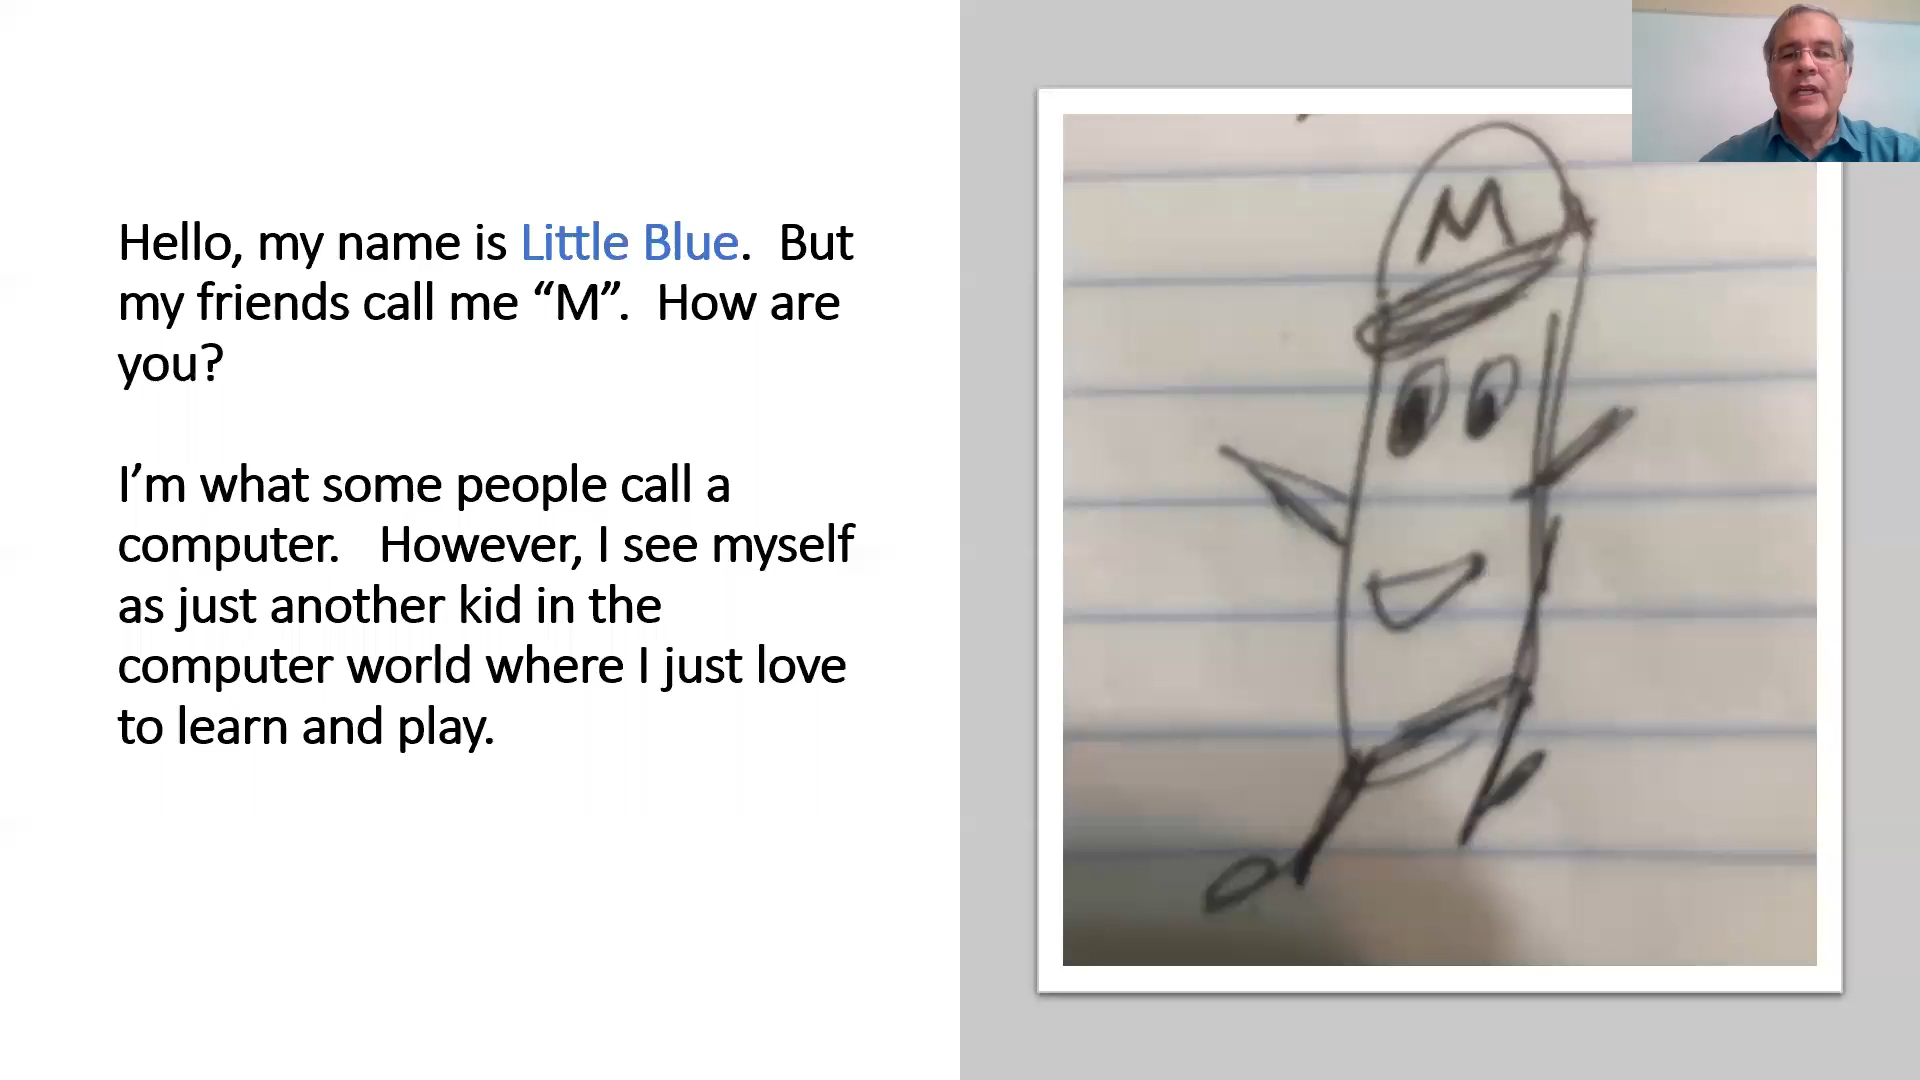 Hello, my name is Little Blue.  But
my friends call me “M”.  How are
you?
I’m what some people call a
computer.   However, I see myself
as just another kid in the
computer world where I just love
to learn and play.
M